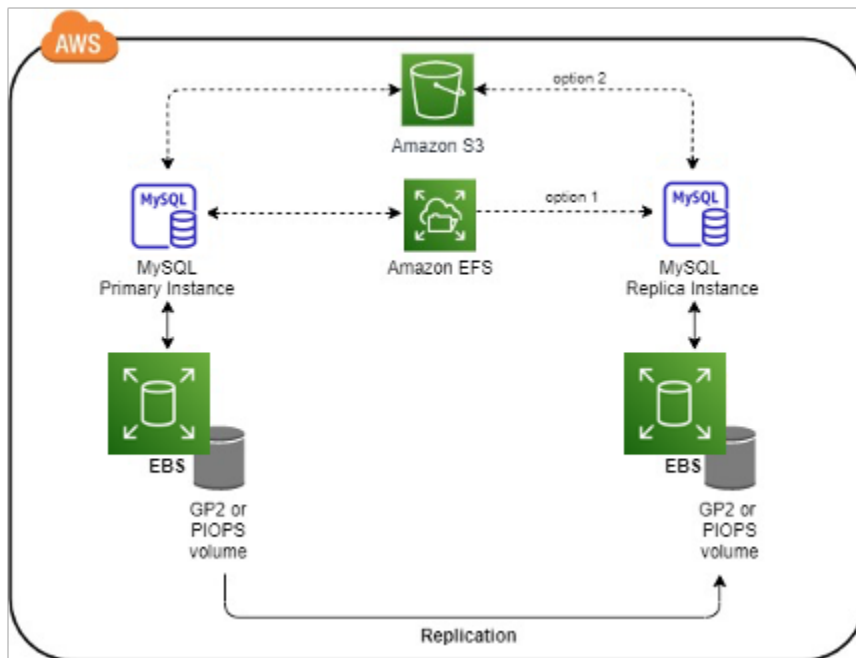 AWS
option 2
Amazon S3
MySQL
option 1
MySQL
Amazon EFS
MySQL
Primary Instance
MySQL
Replica Instance
EBS
EBS
GP2 or
PIOPS
volume
GP2 or
PIOPS
volume
Replication